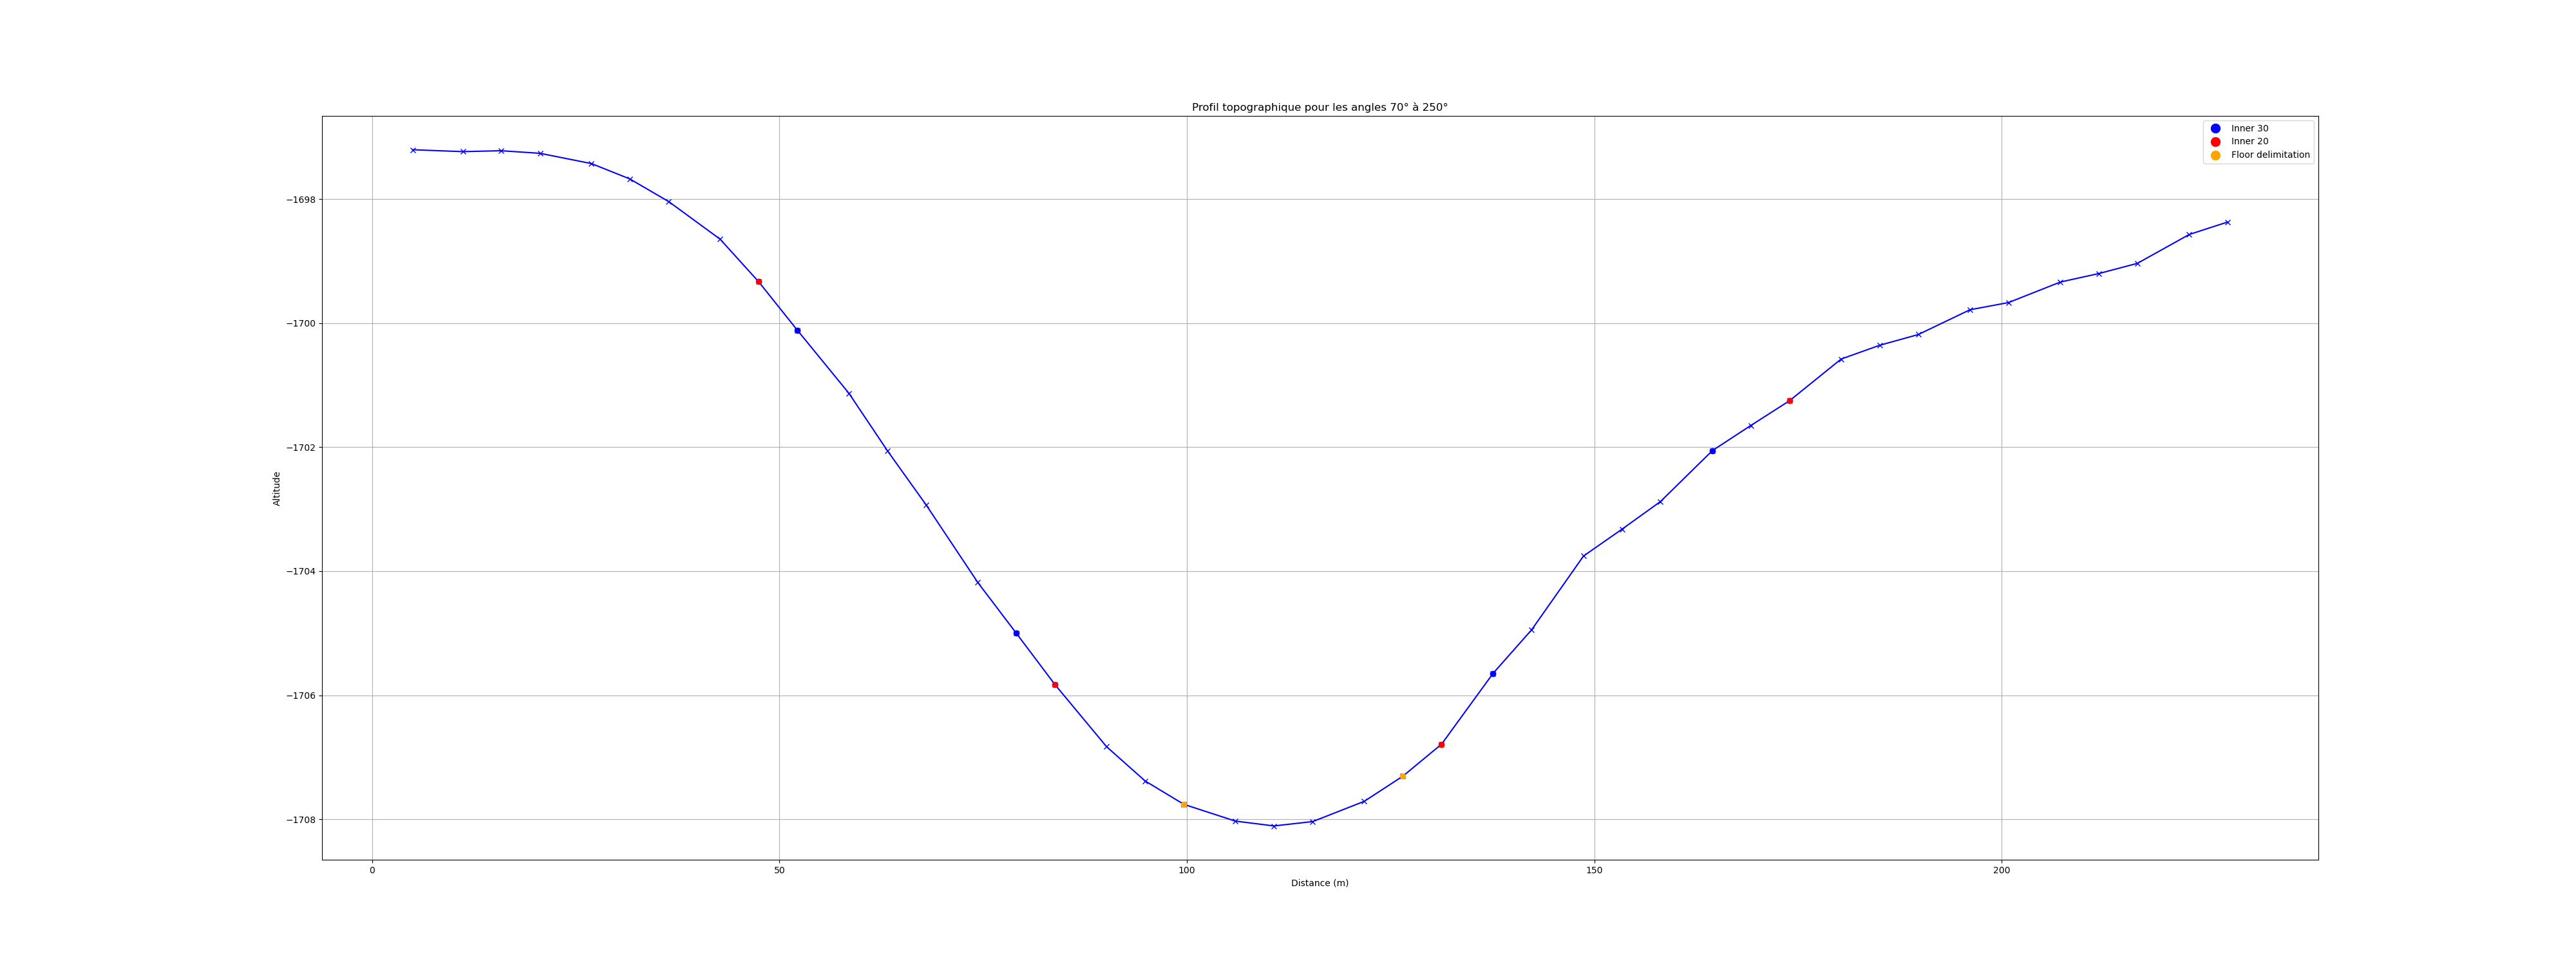 Profil topographique pour les angles 70° à 250°
Inner 30
Inner 20
Floor delimitation
−1698
−1700
−1702
−1704
−1706
−1708
Altitude
0 50 100 150 200
Distance (m)